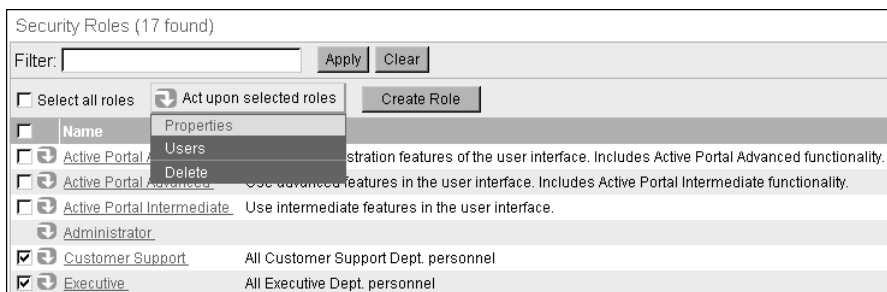 Security Roles (17 found)
Filter: Apply Clear
Select all roles Act upon selected roles Create Role
Name
Properties
Users
Delete
Active Portal A stration features of the user interface. Includes Active Portal Advanced functionality.
Active Portal Advanced Use advanced features in the user interface. Includes Active Portal Intermediate functionality.
Active Portal Intermediate Use intermediate features in the user interface.
Administrator
Customer Support All Customer Support Dept. personnel
Executive All Executive Dept. personnel